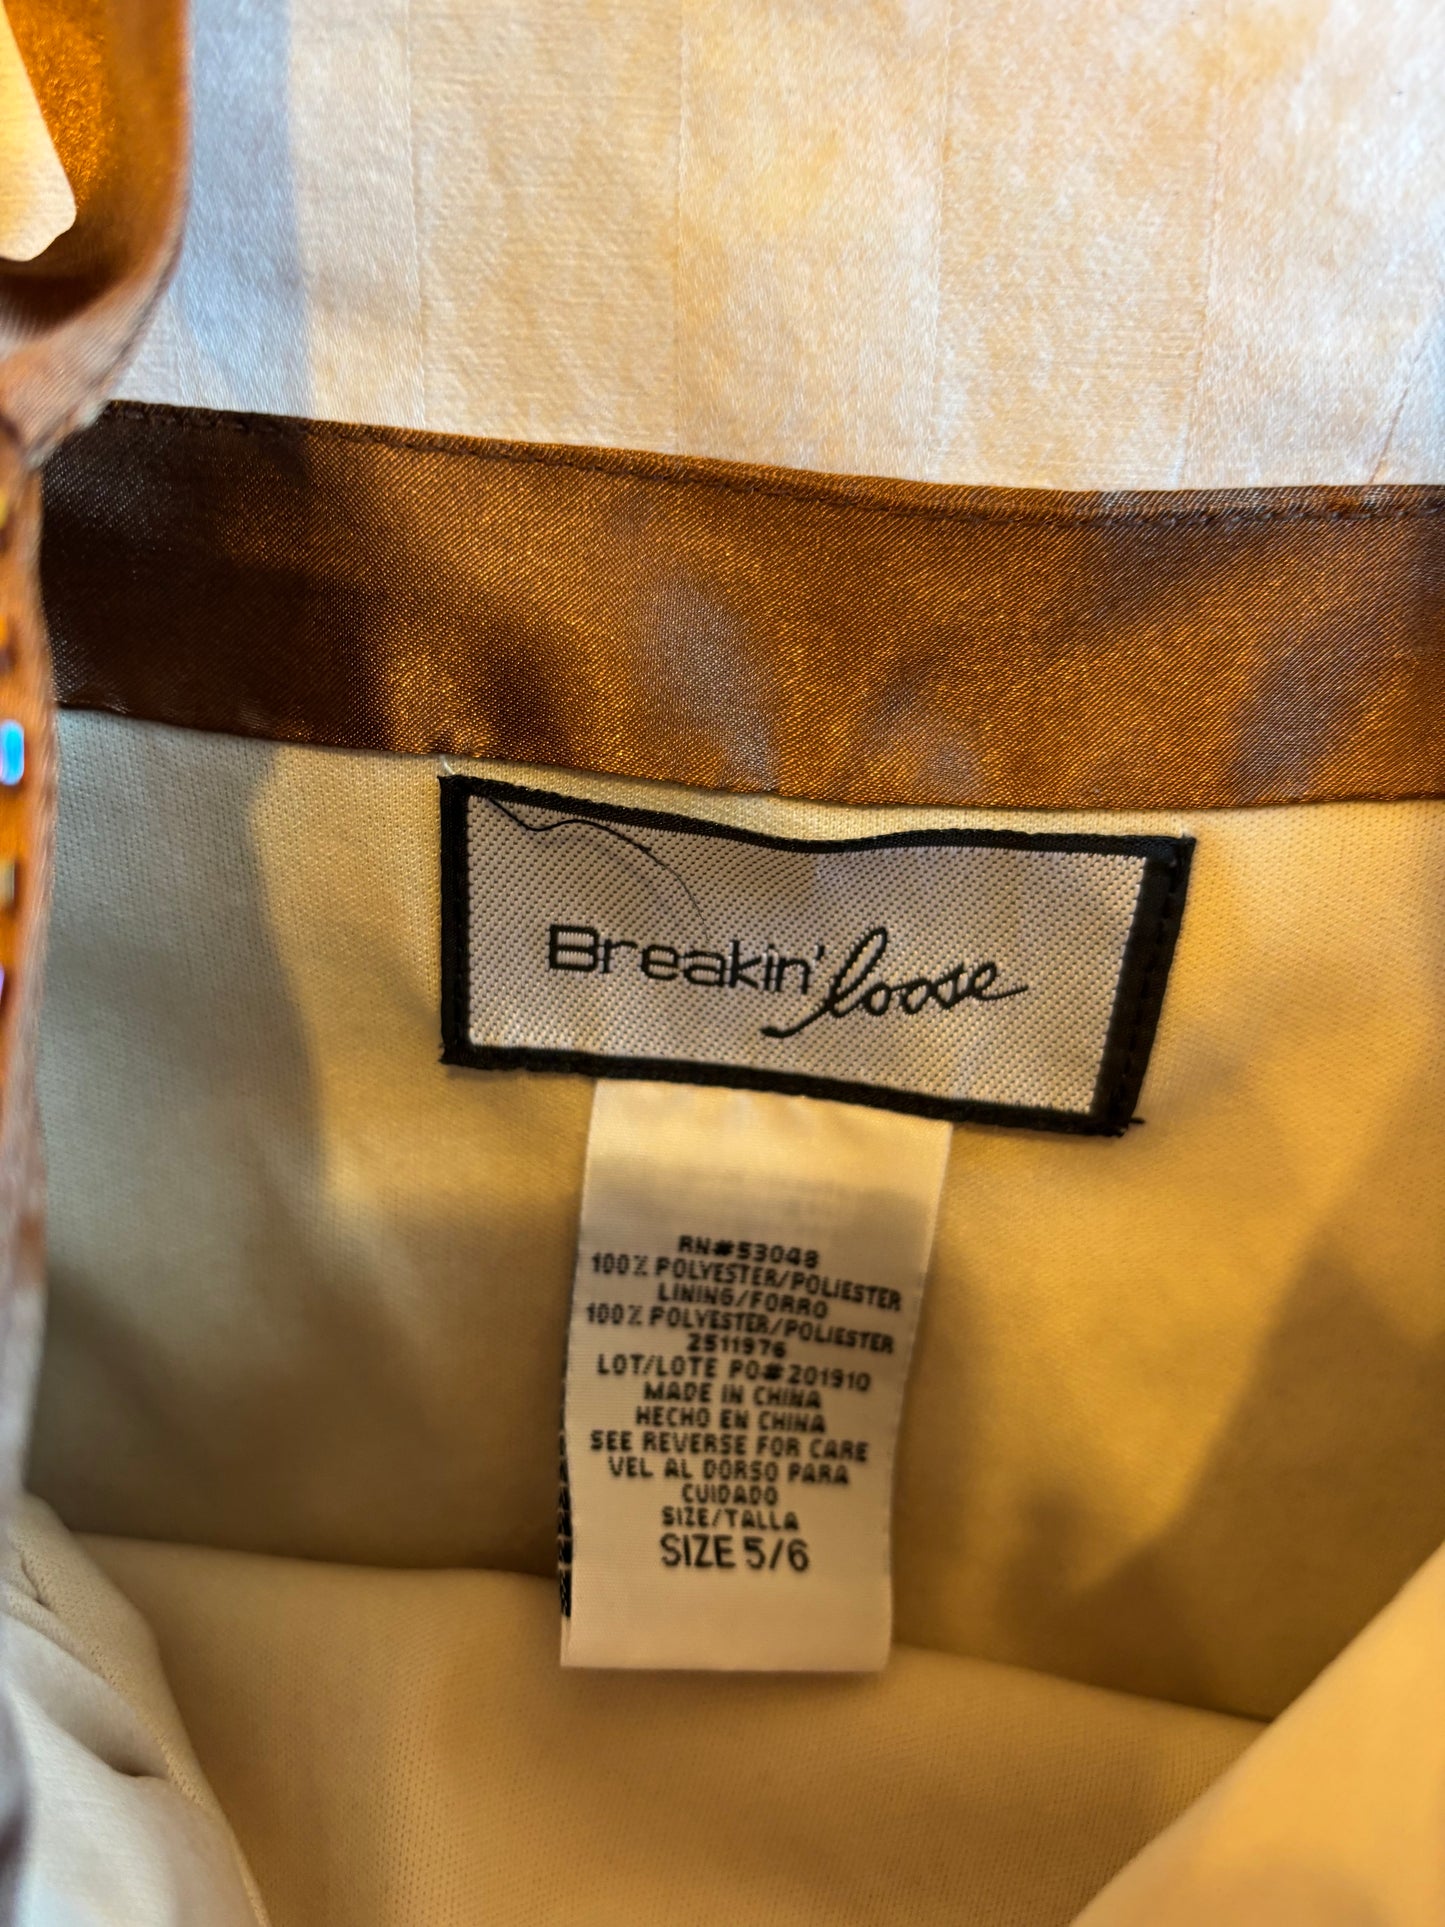 Breakin' loose
RN#53048
100% POLYESTER/POLIESTER
LINING/FORRO
100% POLYESTER/POLIESTER
2511976
LOT/LOTE PO#201910
MADE IN CHINA
HECHO EN CHINA
SEE REVERSE FOR CARE
VEL AL DORSO PARA
CUIDADO
SIZE/TALLA
SIZE 5/6